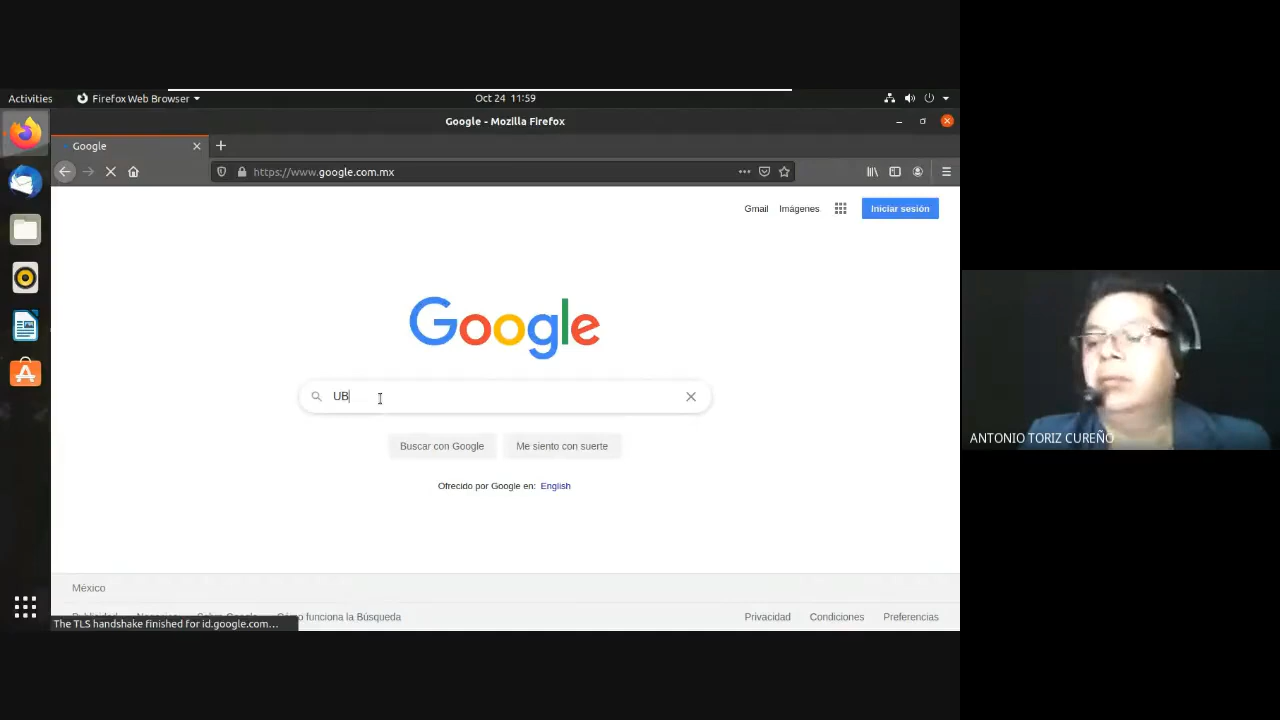 Activities Firefox Web Browser Oct 24 11:59
Google - Mozilla Firefox
Google
https://www.google.com.mx
Gmail Imágenes Iniciar sesión
Google
UB
Buscar con Google Me siento con suerte
Ofrecido por Google en: English
México
Cómo funciona la Búsqueda Privacidad Condiciones Preferencias
The TLS handshake finished for id.google.com…
ANTONIO TORIZ CUREÑO